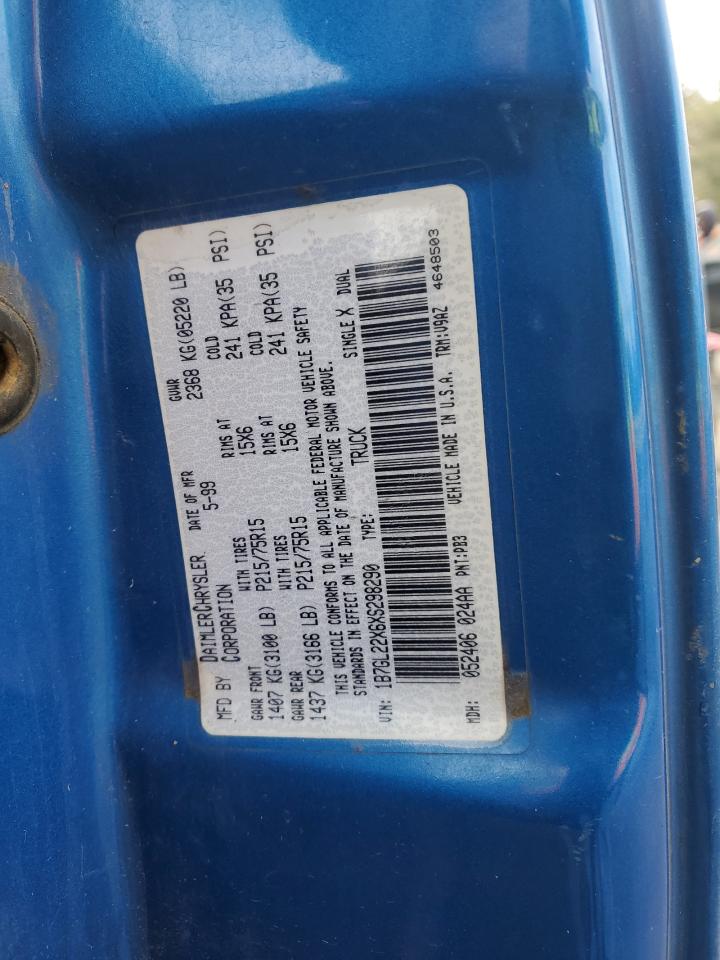 MFD BY DAIMLERCHRYSLER CORPORATION
DATE OF MFR 5-99
GVWR 2368 KG(05220 LB)
GAWR FRONT WITH TIRES RIMS AT COLD
1407 KG(3100 LB) P215/75R15 15X6 241 KPA(35 PSI)
GAWR REAR WITH TIRES RIMS AT COLD
1437 KG(3166 LB) P215/75R15 15X6 241 KPA(35 PSI)
THIS VEHICLE CONFORMS TO ALL APPLICABLE FEDERAL MOTOR VEHICLE SAFETY
STANDARDS IN EFFECT ON THE DATE OF MANUFACTURE SHOWN ABOVE.
VIN: 1B7GL22X6XS298290 TYPE: TRUCK SINGLE X DUAL
MDH: 052406 024AA PNT:PB3 VEHICLE MADE IN U.S.A. TRM:V9AZ
4648503